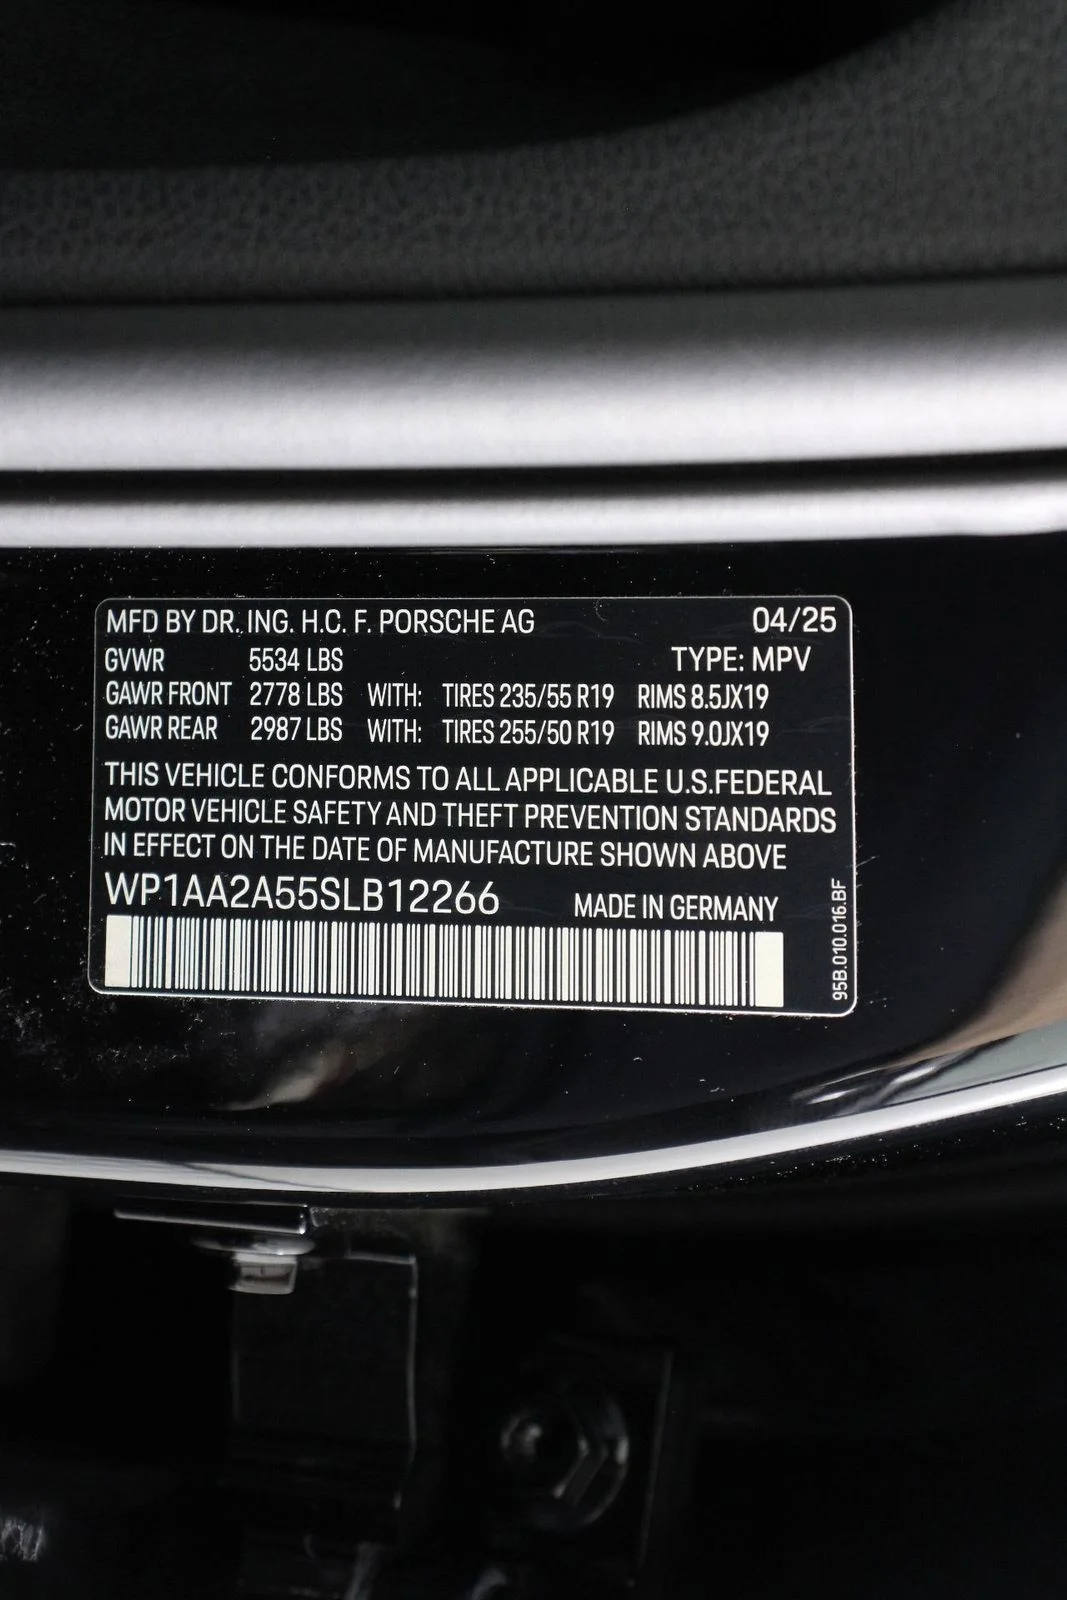 MFD BY DR. ING. H.C. F. PORSCHE AG 04/25
GVWR 5534 LBS TYPE: MPV
GAWR FRONT 2778 LBS WITH: TIRES 235/55 R19 RIMS 8.5JX19
GAWR REAR 2987 LBS WITH: TIRES 255/50 R19 RIMS 9.0JX19
THIS VEHICLE CONFORMS TO ALL APPLICABLE U.S.FEDERAL
MOTOR VEHICLE SAFETY AND THEFT PREVENTION STANDARDS
IN EFFECT ON THE DATE OF MANUFACTURE SHOWN ABOVE
WP1AA2A55SLB12266 MADE IN GERMANY
95B.010.016.BF